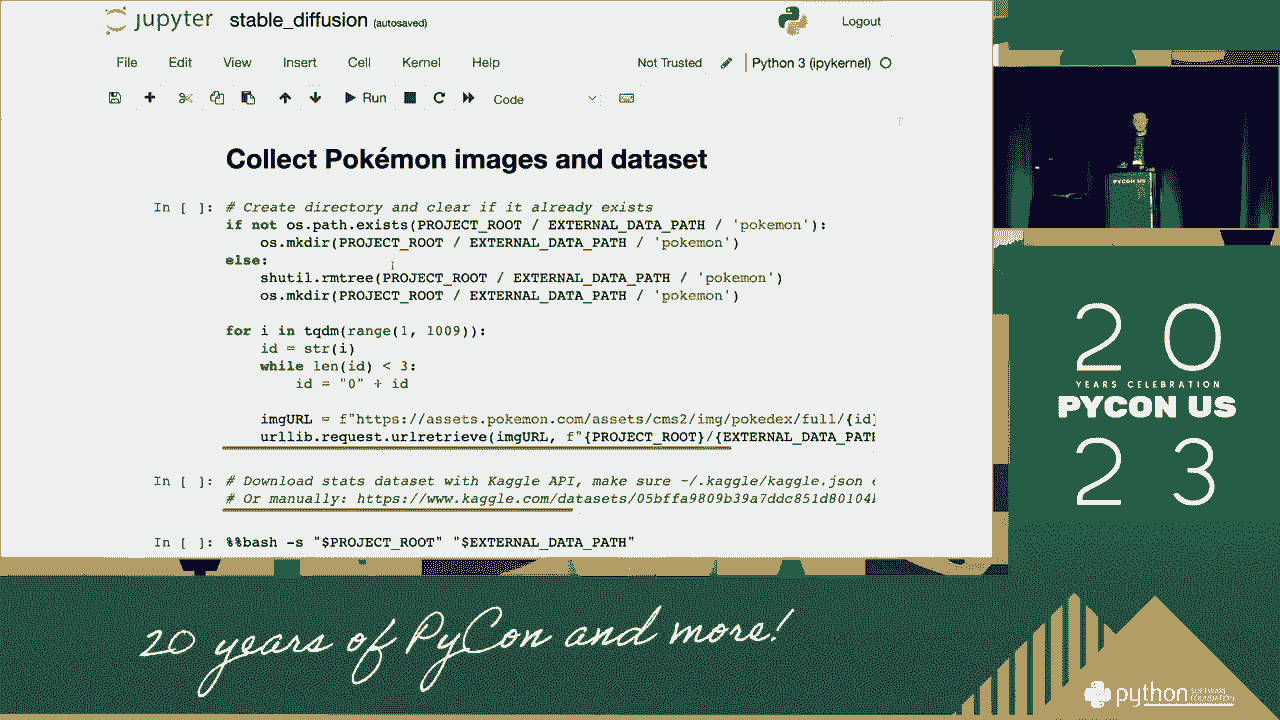 jupyter stable_diffusion (autosaved)
Logout
File Edit View Insert Cell Kernel Help
Not Trusted
Python 3 (ipykernel)
Run
Code
Collect Pokémon images and dataset
In [ ]: # Create directory and clear if it already exists
if not os.path.exists(PROJECT_ROOT / EXTERNAL_DATA_PATH / 'pokemon'):
    os.mkdir(PROJECT_ROOT / EXTERNAL_DATA_PATH / 'pokemon')
else:
    shutil.rmtree(PROJECT_ROOT / EXTERNAL_DATA_PATH / 'pokemon')
    os.mkdir(PROJECT_ROOT / EXTERNAL_DATA_PATH / 'pokemon')
for i in tqdm(range(1, 1009)):
    id = str(i)
    while len(id) < 3:
        id = "0" + id
    imgURL = f"https://assets.pokemon.com/assets/cms2/img/pokedex/full/{id}
    urllib.request.urlretrieve(imgURL, f"{PROJECT_ROOT}/{EXTERNAL_DATA_PATH
In [ ]: # Download stats dataset with Kaggle API, make sure ~/.kaggle/kaggle.json
# Or manually: https://www.kaggle.com/datasets/05bffa9809b39a7ddc851d80104
In [ ]: %%bash -s "$PROJECT_ROOT" "$EXTERNAL_DATA_PATH"
PYCON US
20
YEARS CELEBRATION
PYCON US
23
20 years of PyCon and more!
python SOFTWARE
FOUNDATION